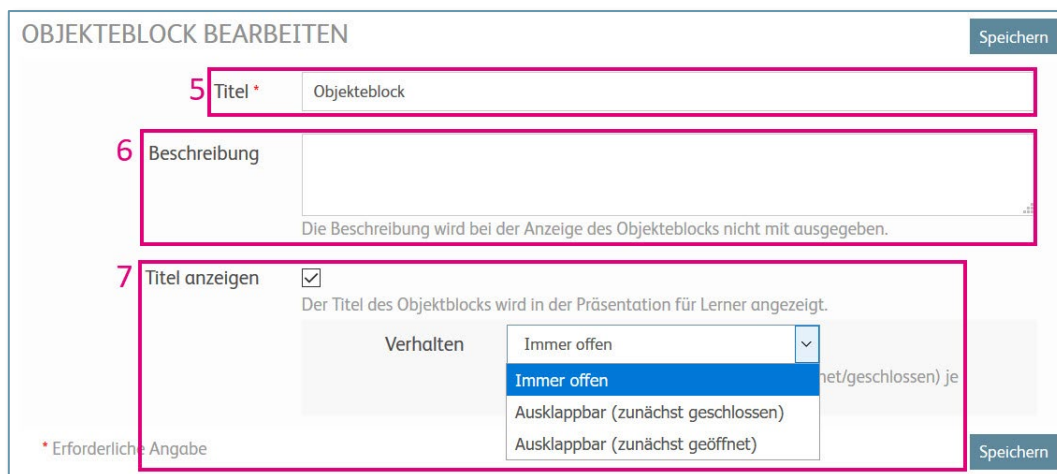 OBJEKTEBLOCK BEARBEITEN
Speichern
5 Titel * Objekteblock
6 Beschreibung
Die Beschreibung wird bei der Anzeige des Objekteblocks nicht mit ausgegeben.
7 Titel anzeigen
Der Titel des Objektblocks wird in der Präsentation für Lerner angezeigt.
Verhalten Immer offen
Immer offen
net/geschlossen) je
Ausklappbar (zunächst geschlossen)
Ausklappbar (zunächst geöffnet)
* Erforderliche Angabe
Speichern